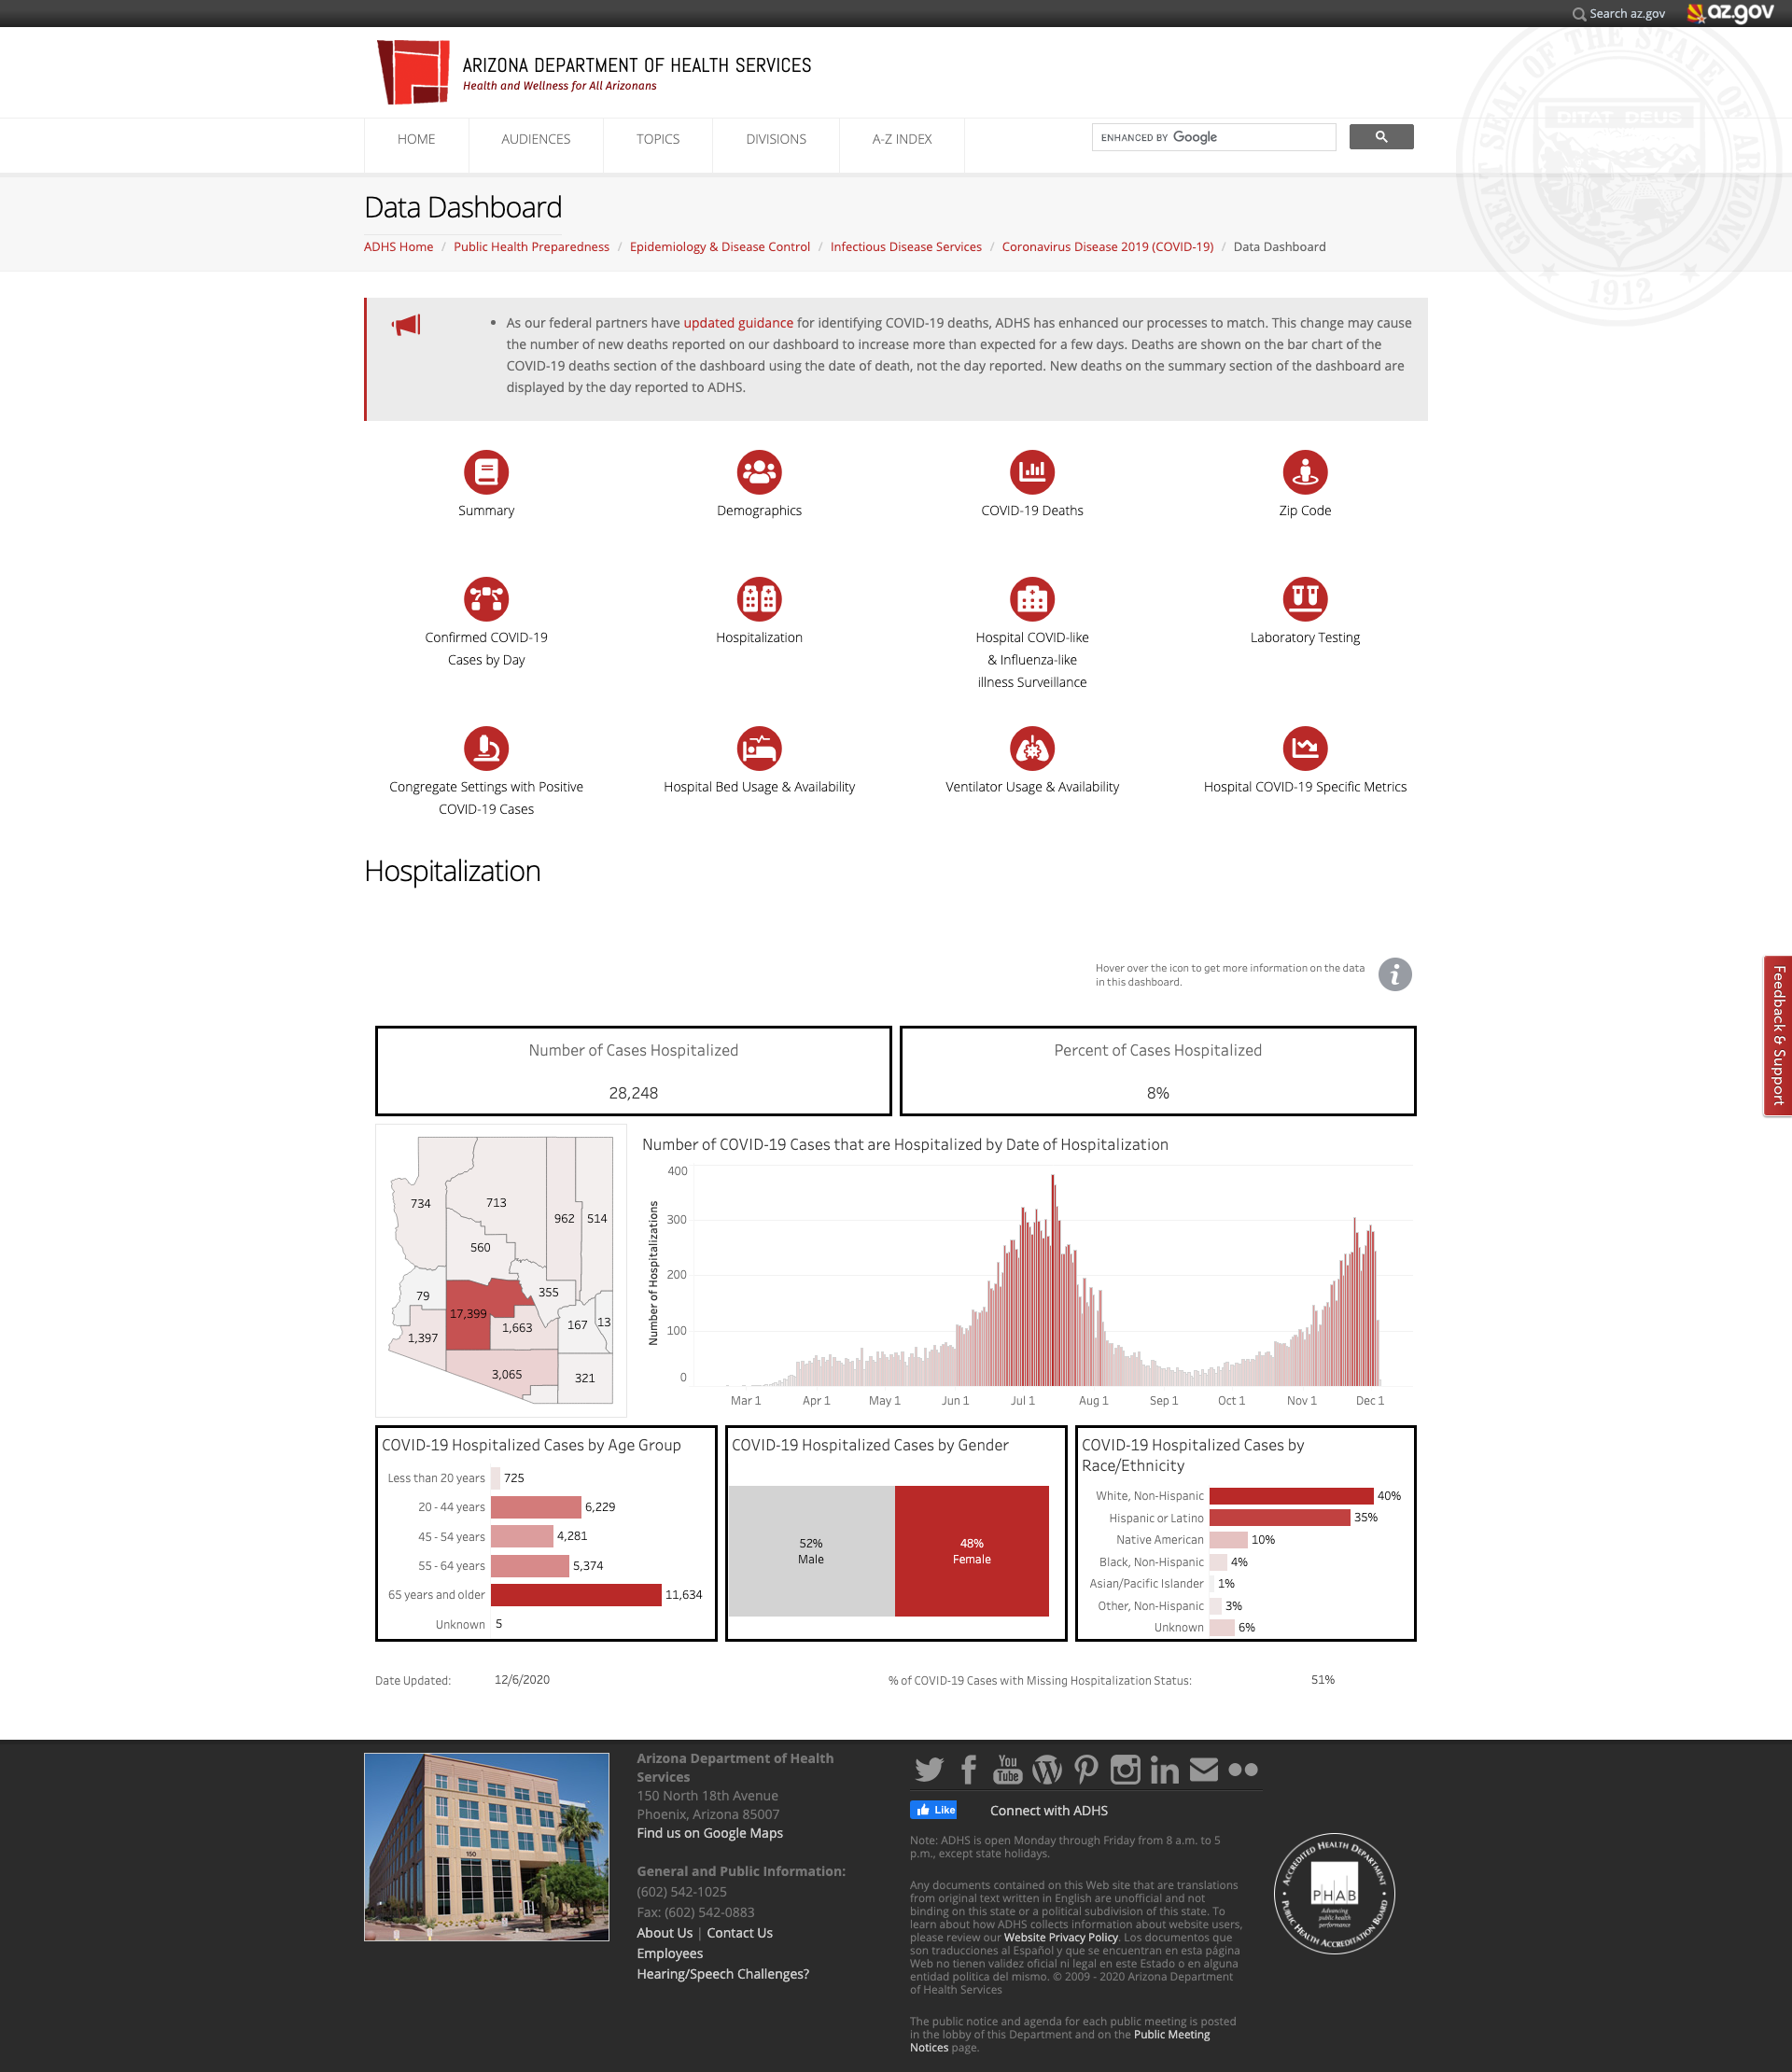 Search az.gov
az.gov
ARIZONA DEPARTMENT OF HEALTH SERVICES
Health and Wellness for All Arizonans
GREAT SEAL OF THE STATE OF ARIZONA
DITAT DEUS
1912
HOME
AUDIENCES
TOPICS
DIVISIONS
A-Z INDEX
ENHANCED BY Google
Data Dashboard
ADHS Home / Public Health Preparedness / Epidemiology & Disease Control / Infectious Disease Services / Coronavirus Disease 2019 (COVID-19) / Data Dashboard
• As our federal partners have updated guidance for identifying COVID-19 deaths, ADHS has enhanced our processes to match. This change may cause
the number of new deaths reported on our dashboard to increase more than expected for a few days. Deaths are shown on the bar chart of the
COVID-19 deaths section of the dashboard using the date of death, not the day reported. New deaths on the summary section of the dashboard are
displayed by the day reported to ADHS.
Summary
Demographics
COVID-19 Deaths
Zip Code
Confirmed COVID-19
Cases by Day
Hospitalization
Hospital COVID-like
& Influenza-like
illness Surveillance
Laboratory Testing
Congregate Settings with Positive
COVID-19 Cases
Hospital Bed Usage & Availability
Ventilator Usage & Availability
Hospital COVID-19 Specific Metrics
Hospitalization
Hover over the icon to get more information on the data
in this dashboard.
i
Feedback & Support
Number of Cases Hospitalized
28,248
Percent of Cases Hospitalized
8%
734
713
962
514
560
79
355
17,399
1,663
167
13
1,397
3,065
321
Number of COVID-19 Cases that are Hospitalized by Date of Hospitalization
Number of Hospitalizations
400
300
200
100
0
Mar 1
Apr 1
May 1
Jun 1
Jul 1
Aug 1
Sep 1
Oct 1
Nov 1
Dec 1
COVID-19 Hospitalized Cases by Age Group
Less than 20 years 725
20 - 44 years 6,229
45 - 54 years 4,281
55 - 64 years 5,374
65 years and older 11,634
Unknown 5
COVID-19 Hospitalized Cases by Gender
52%
Male
48%
Female
COVID-19 Hospitalized Cases by
Race/Ethnicity
White, Non-Hispanic 40%
Hispanic or Latino 35%
Native American 10%
Black, Non-Hispanic 4%
Asian/Pacific Islander 1%
Other, Non-Hispanic 3%
Unknown 6%
Date Updated: 12/6/2020
% of COVID-19 Cases with Missing Hospitalization Status: 51%
150
Arizona Department of Health
Services
150 North 18th Avenue
Phoenix, Arizona 85007
Find us on Google Maps
General and Public Information:
(602) 542-1025
Fax: (602) 542-0883
About Us | Contact Us
Employees
Hearing/Speech Challenges?
You
Tube
in
Like
Connect with ADHS
Note: ADHS is open Monday through Friday from 8 a.m. to 5
p.m., except state holidays.
Any documents contained on this Web site that are translations
from original text written in English are unofficial and not
binding on this state or a political subdivision of this state. To
learn about how ADHS collects information about website users,
please review our Website Privacy Policy. Los documentos que
son traducciones al Español y que se encuentran en esta página
Web no tienen validez oficial ni legal en este Estado o en alguna
entidad politica del mismo. © 2009 - 2020 Arizona Department
of Health Services
The public notice and agenda for each public meeting is posted
in the lobby of this Department and on the Public Meeting
Notices page.
ACCREDITED HEALTH DEPARTMENT
PHAB
Advancing
public health
performance
PUBLIC HEALTH ACCREDITATION BOARD